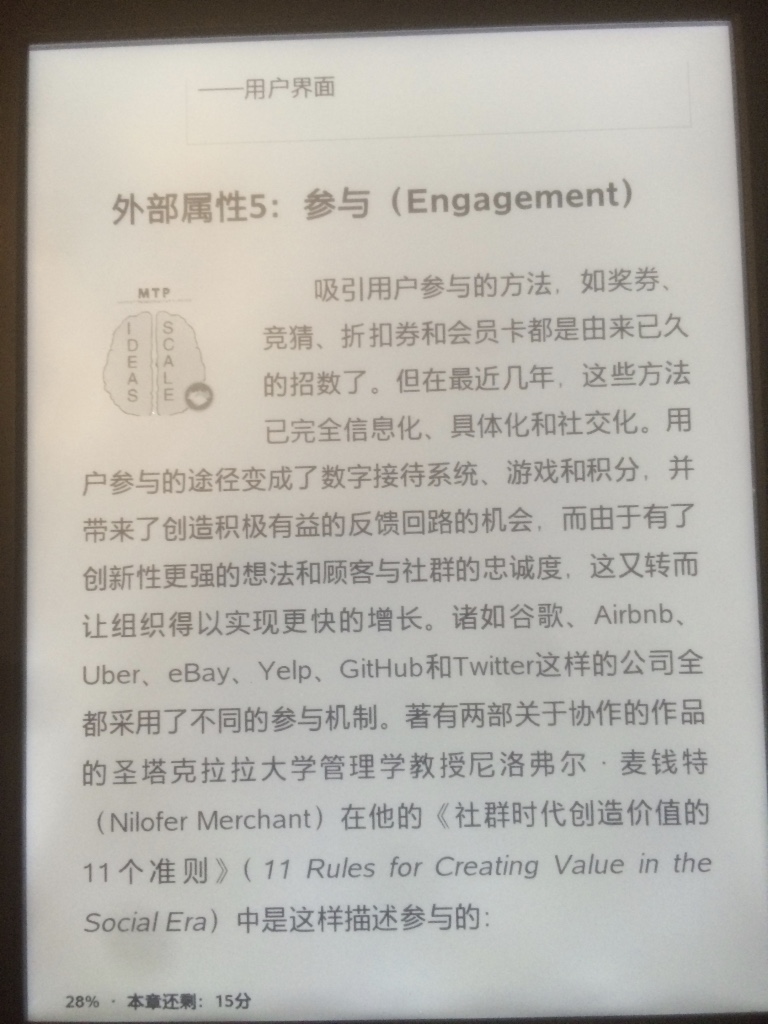 ——用户界面
外部属性5：参与（Engagement）
MTP
IDEAS
SCALE
吸引用户参与的方法，如奖券、
竞猜、折扣券和会员卡都是由来已久
的招数了。但在最近几年，这些方法
已完全信息化、具体化和社交化。用
户参与的途径变成了数字接待系统、游戏和积分，并
带来了创造积极有益的反馈回路的机会，而由于有了
创新性更强的想法和顾客与社群的忠诚度，这又转而
让组织得以实现更快的增长。诸如谷歌、Airbnb、
Uber、eBay、Yelp、GitHub和Twitter这样的公司全
都采用了不同的参与机制。著有两部关于协作的作品
的圣塔克拉拉大学管理学教授尼洛弗尔·麦钱特
（Nilofer Merchant）在他的《社群时代创造价值的
11个准则》（11 Rules for Creating Value in the
Social Era）中是这样描述参与的：
28% · 本章还剩：15分